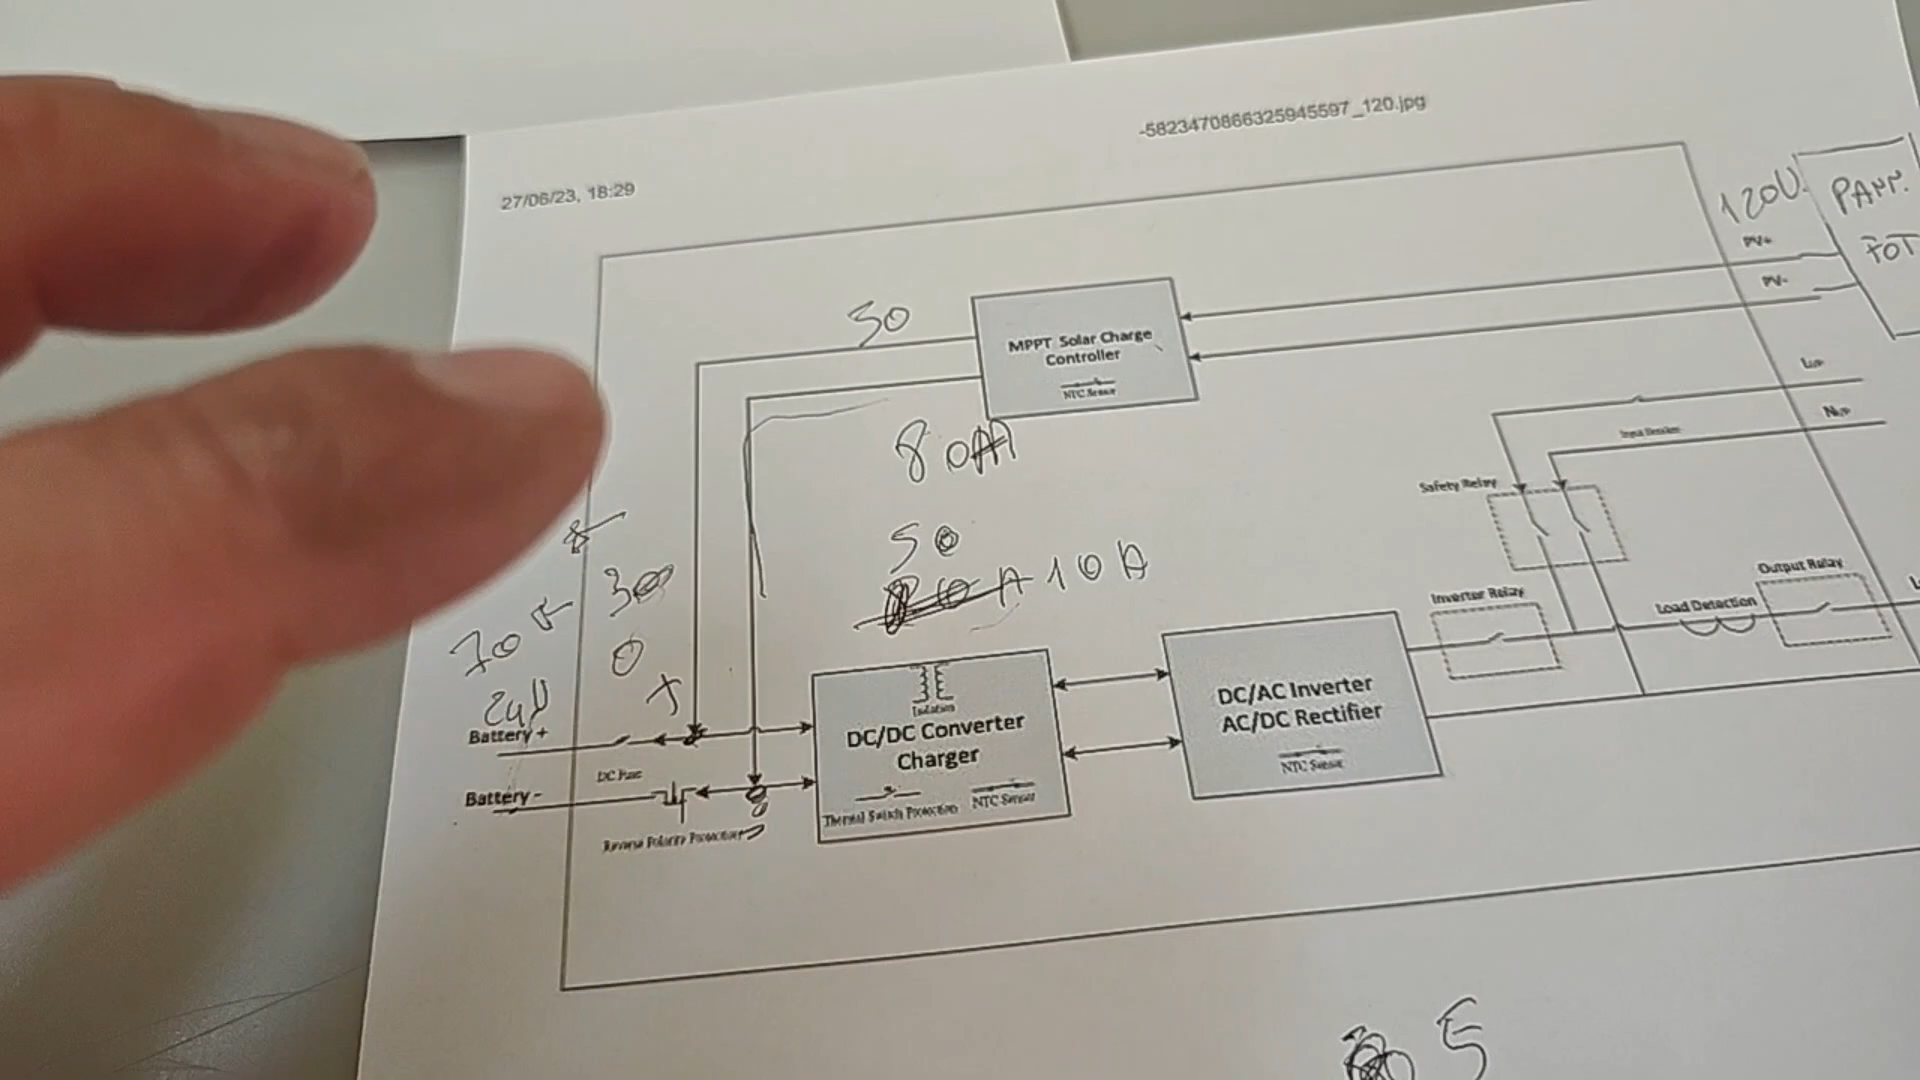 -5823470866325945597_120.jpg
27/06/23, 18:29
120V.
PANN.
FOT
PV+
PV-
50
MPPT Solar Charge
Controller
NTC Sensor
80A
Input Breaker
Safety Relay
50
10A
30
70
0
24V
Battery +
Battery -
DC Fuse
Reverse Polarity Protection
Isolation
DC/DC Converter
Charger
Thermal Switch Protection
NTC Sensor
DC/AC Inverter
AC/DC Rectifier
NTC Sensor
Inverter Relay
Load Detection
Output Relay
5